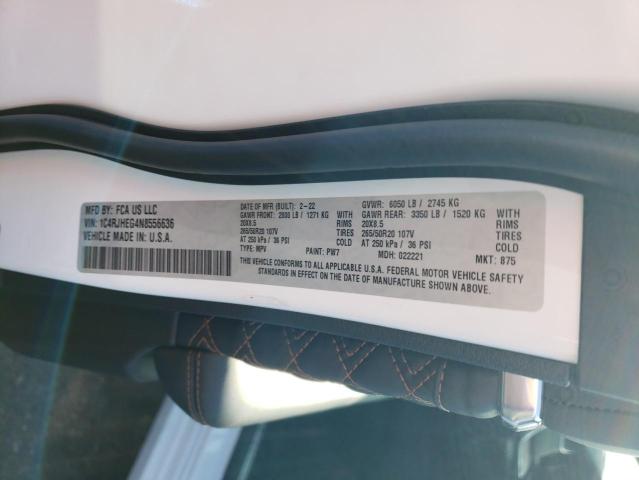 MFD BY: FCA US LLC
VIN: 1C4RJHEG4N8556636
VEHICLE MADE IN U.S.A.
DATE OF MFR (BUILT): 2-22
GAWR FRONT: 2800 LB / 1271 KG
20X8.5
265/50R20 107V
AT 250 kPa / 36 PSI
TYPE: MPV
PAINT: PW7
WITH
RIMS
TIRES
COLD
GVWR: 6050 LB / 2745 KG
GAWR REAR: 3350 LB / 1520 KG
20X8.5
265/50R20 107V
AT 250 kPa / 36 PSI
MDH: 022221
WITH
RIMS
TIRES
COLD
MKT: 875
THIS VEHICLE CONFORMS TO ALL APPLICABLE U.S.A. FEDERAL MOTOR VEHICLE SAFETY
STANDARDS IN EFFECT ON THE DATE OF MANUFACTURE SHOWN ABOVE.